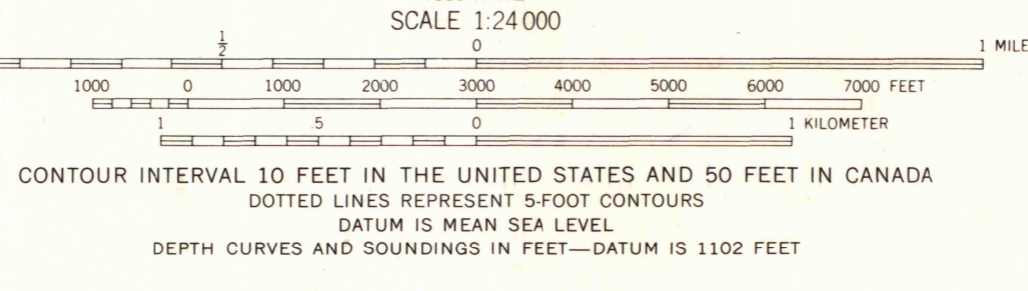 SCALE 1:24 000
½ 0 1 MILE
1000 0 1000 2000 3000 4000 5000 6000 7000 FEET
1 .5 0 1 KILOMETER
CONTOUR INTERVAL 10 FEET IN THE UNITED STATES AND 50 FEET IN CANADA
DOTTED LINES REPRESENT 5-FOOT CONTOURS
DATUM IS MEAN SEA LEVEL
DEPTH CURVES AND SOUNDINGS IN FEET—DATUM IS 1102 FEET